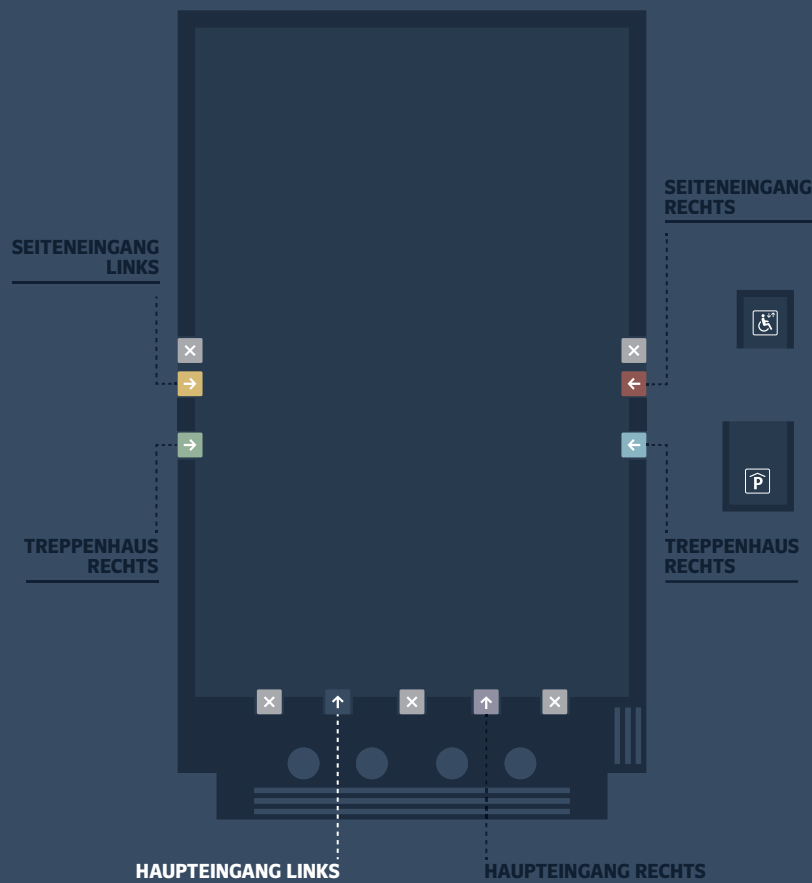 SEITENEINGANG
RECHTS
SEITENEINGANG
LINKS
P
TREPPENHAUS
RECHTS
TREPPENHAUS
RECHTS
HAUPTEINGANG LINKS
HAUPTEINGANG RECHTS